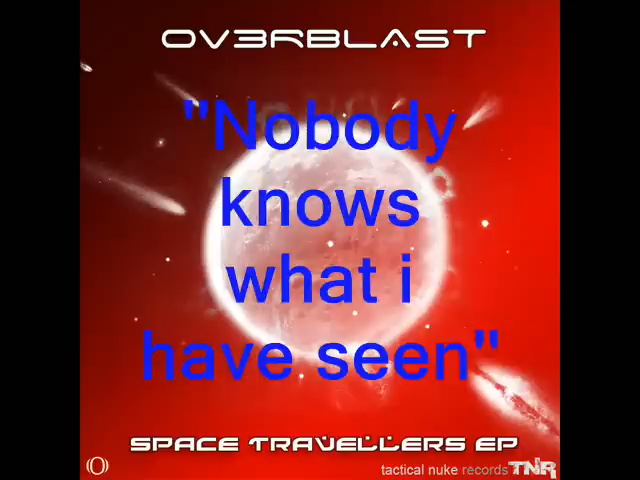 OV3RBLAST
"Nobody
knows
what i
have seen"
SPACE TRAVELLERS EP
O
tactical nuke records TNR